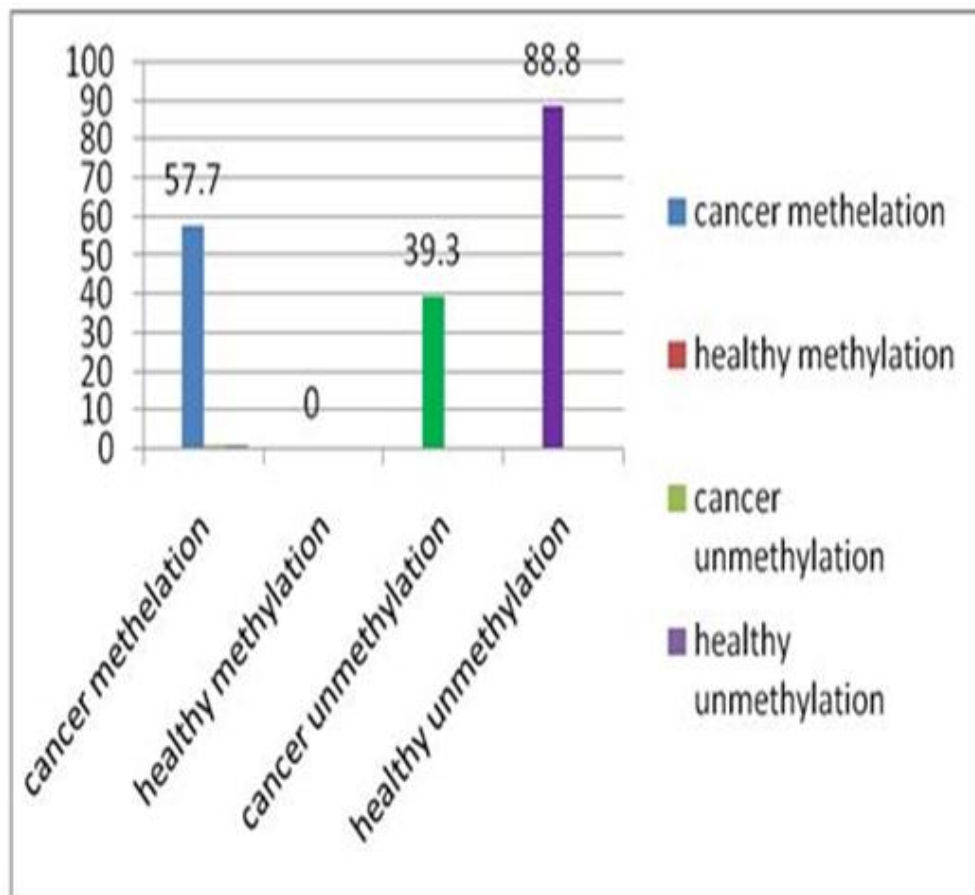 100
90
80
70
60
50
40
30
20
10
0
57.7
0
39.3
88.8
cancer methelation
healthy methylation
cancer unmethylation
healthy unmethylation
cancer methelation
healthy methylation
cancer
unmethylation
healthy
unmethylation